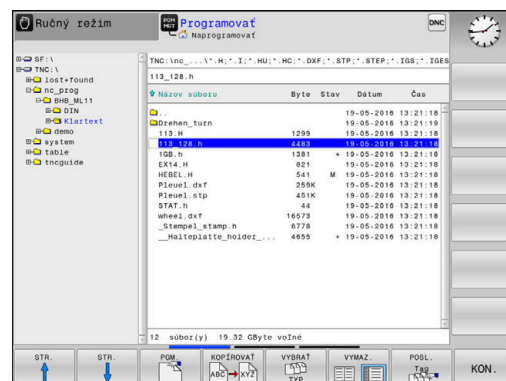 Ručný režim
PGM MGT
Programovať
Naprogramovať
DNC
SF:\
TNC:\
lost+found
nc_prog
BHB_ML11
DIN
Klartext
demo
system
table
tncguide
TNC:\nc_...\*.H;*.I;*.HU;*.HC;*.DXF;*.STP;*.STEP;*.IGS;*.IGES
113_128.h
Názov súboru Byte Stav Dátum Čas
.. 19-05-2016 13:21:18
Drehen_turn 19-05-2016 13:21:19
113.H 1299 19-05-2016 13:21:18
113_128.h 4483 19-05-2016 13:21:18
1GB.h 1381 + 19-05-2016 13:21:18
EX14.H 821 19-05-2016 13:21:18
HEBEL.H 541 M 19-05-2016 13:21:18
Pleuel.dxf 259K 19-05-2016 13:21:18
Pleuel.stp 451K 19-05-2016 13:21:18
STAT.h 44 19-05-2016 13:21:18
wheel.dxf 16573 19-05-2016 13:21:18
_Stempel_stamp.h 6778 19-05-2016 13:21:18
__Halteplatte_holder_... 4655 + 19-05-2016 13:21:18
12 súbor(y) 19.32 GByte voľné
STR.
STR.
PGM
KOPÍROVAŤ
ABC XYZ
VYBRAŤ
TYP
VYMAZ.
POSL.
Tag
KON.